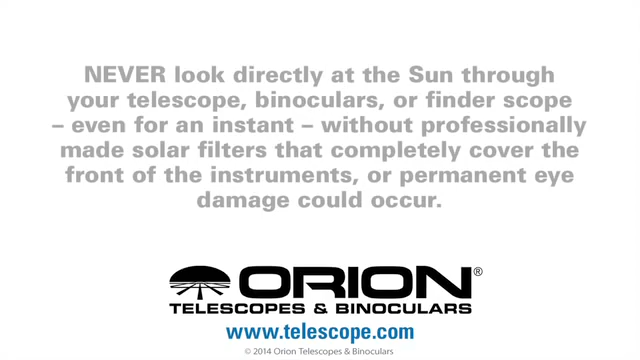 NEVER look directly at the Sun through
your telescope, binoculars, or finder scope
– even for an instant – without professionally
made solar filters that completely cover the
front of the instruments, or permanent eye
damage could occur.
ORION®
TELESCOPES & BINOCULARS
www.telescope.com
© 2014 Orion Telescopes & Binoculars